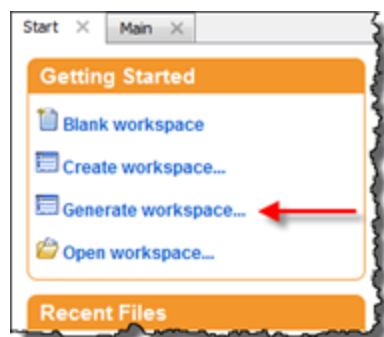 Start Main
Getting Started
Blank workspace
Create workspace...
Generate workspace...
Open workspace...
Recent Files